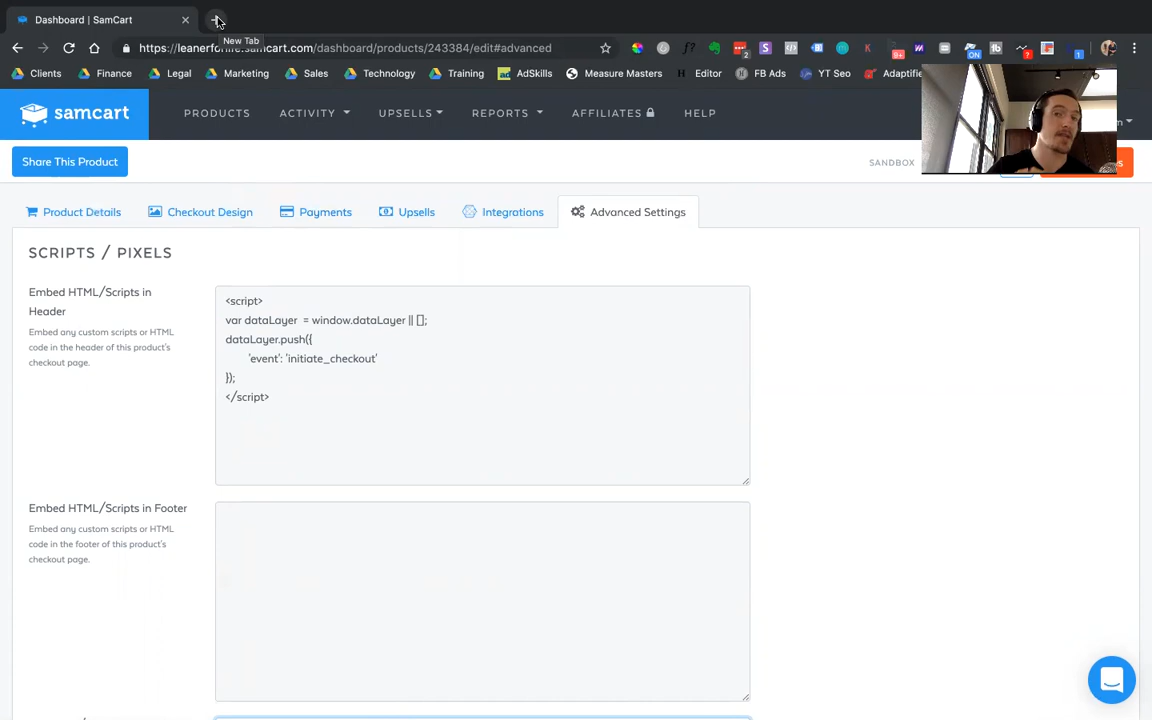 Dashboard | SamCart
New Tab
https://leanerforlife.samcart.com/dashboard/products/243384/edit#advanced
Clients
Finance
Legal
Marketing
Sales
Technology
Training
AdSkills
Measure Masters
Editor
FB Ads
YT Seo
Adaptifie
samcart
PRODUCTS
ACTIVITY
UPSELLS
REPORTS
AFFILIATES
HELP
Share This Product
SANDBOX
Product Details
Checkout Design
Payments
Upsells
Integrations
Advanced Settings
SCRIPTS / PIXELS
Embed HTML/Scripts in
Header
Embed any custom scripts or HTML
code in the header of this product's
checkout page.
<script>
var dataLayer = window.dataLayer || [];
dataLayer.push({
'event': 'initiate_checkout'
});
</script>
Embed HTML/Scripts in Footer
Embed any custom scripts or HTML
code in the footer of this product's
checkout page.